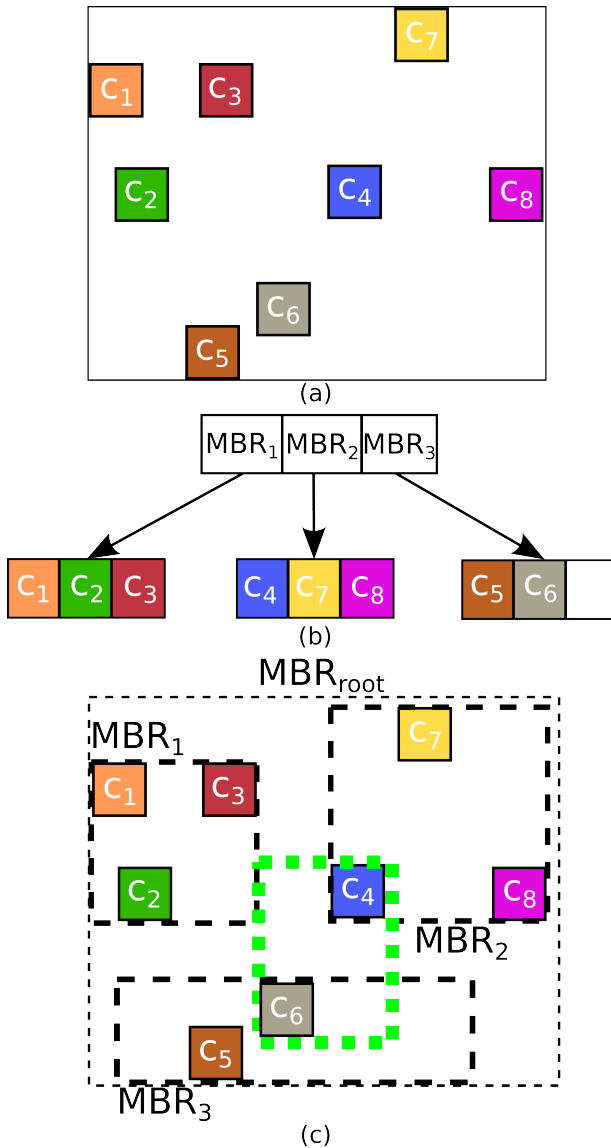 c₇
c₁ c₃
c₂ c₄ c₈
c₆
c₅
(a)
MBR₁ MBR₂ MBR₃
c₁ c₂ c₃ c₄ c₇ c₈ c₅ c₆
(b)
MBRroot
MBR₁ c₇
c₁ c₃
c₂ c₄ c₈
MBR₂
c₆
c₅
MBR₃
(c)